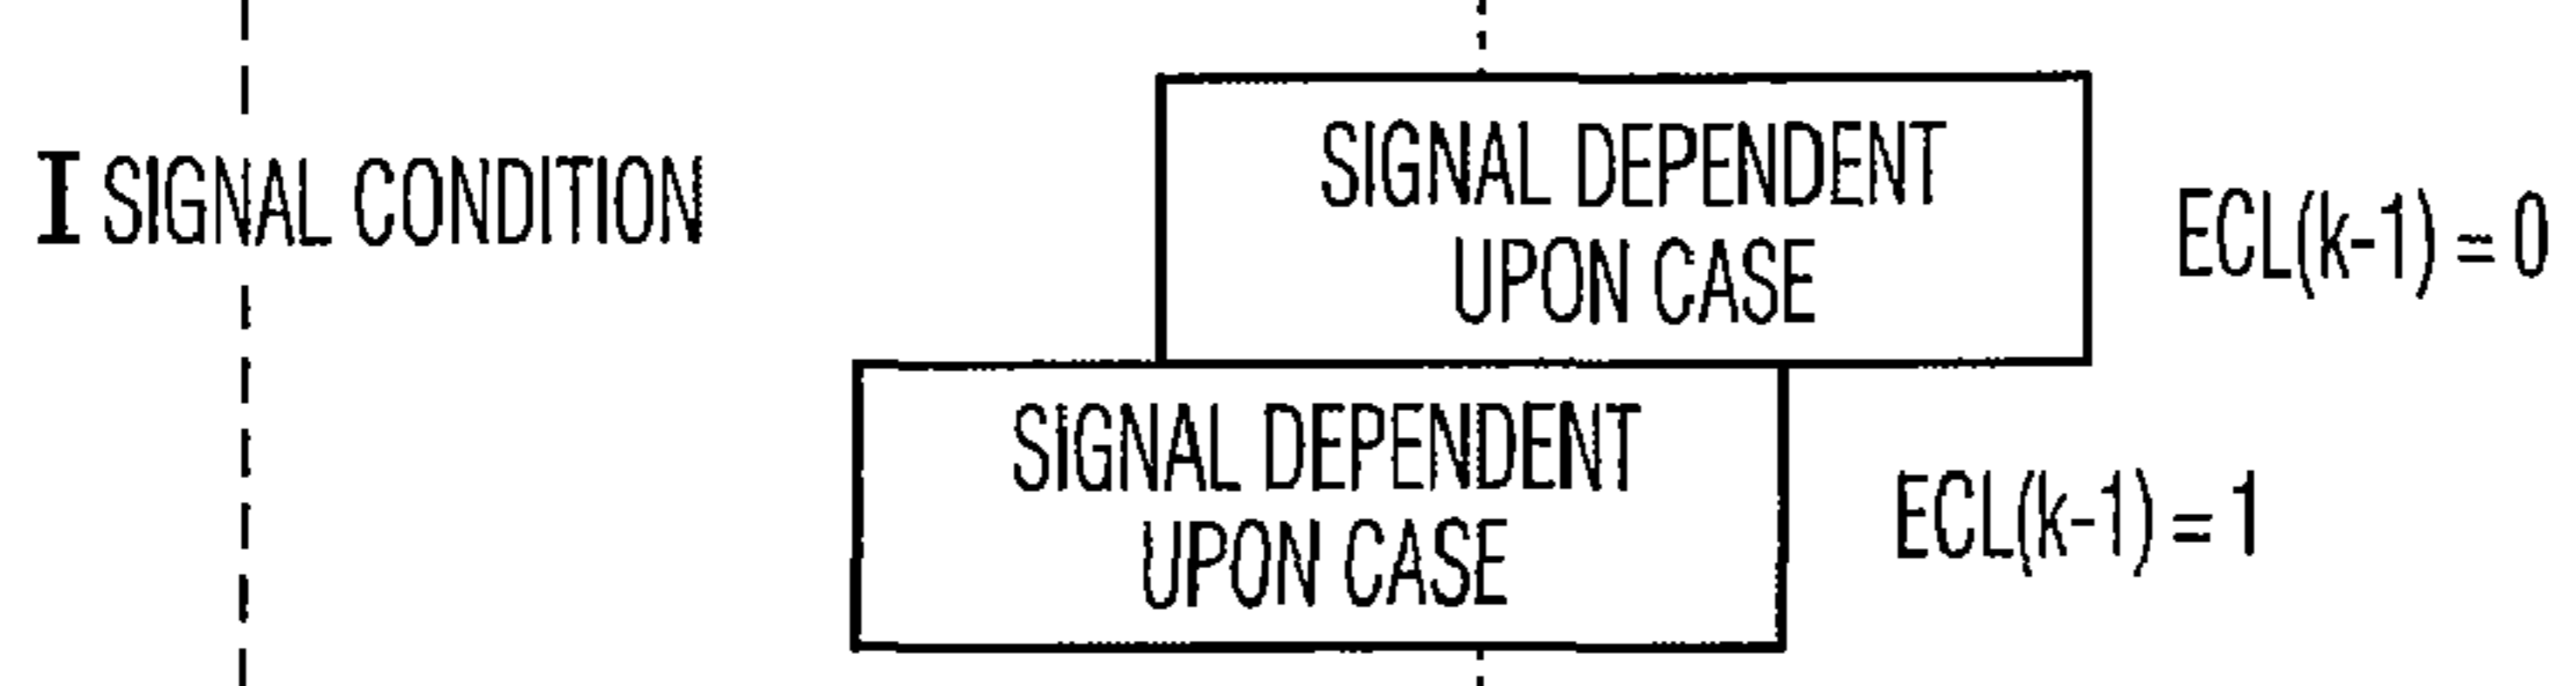 I SIGNAL CONDITION
SIGNAL DEPENDENT
UPON CASE
ECL(k-1) = 0
SIGNAL DEPENDENT
UPON CASE
ECL(k-1) = 1